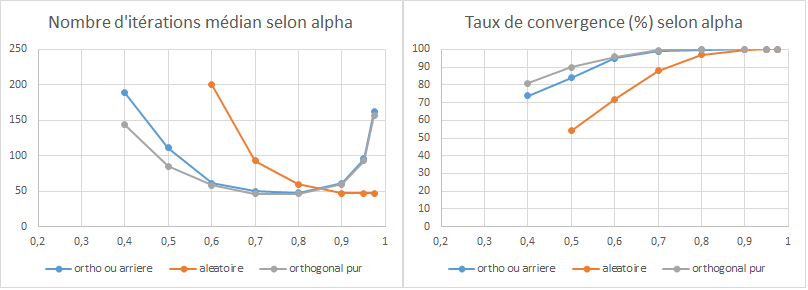 Nombre d'itérations médian selon alpha
250
200
150
100
50
0
0,2 0,3 0,4 0,5 0,6 0,7 0,8 0,9 1
ortho ou arriere aleatoire orthogonal pur
Taux de convergence (%) selon alpha
100
90
80
70
60
50
40
30
20
10
0
0,2 0,3 0,4 0,5 0,6 0,7 0,8 0,9 1
ortho ou arriere aleatoire orthogonal pur